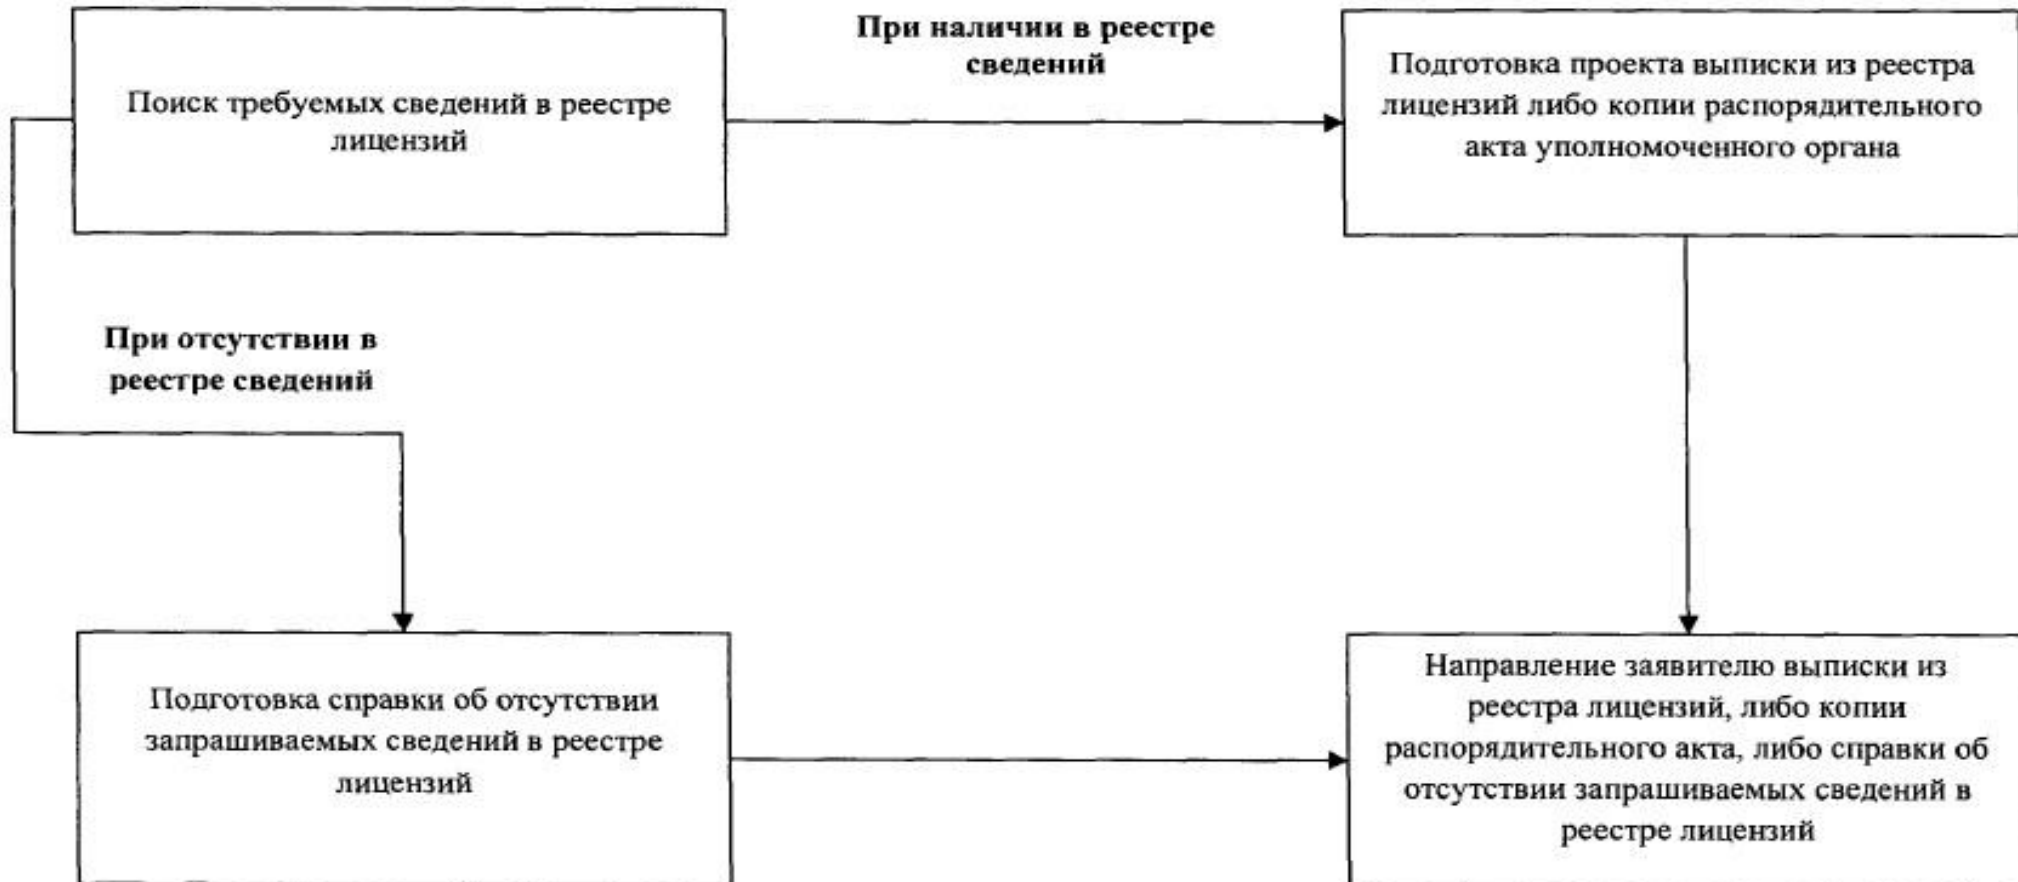 Поиск требуемых сведений в реестре
лицензий
При наличии в реестре
сведений
Подготовка проекта выписки из реестра
лицензий либо копии распорядительного
акта уполномоченного органа
При отсутствии в
реестре сведений
Подготовка справки об отсутствии
запрашиваемых сведений в реестре
лицензий
Направление заявителю выписки из
реестра лицензий, либо копии
распорядительного акта, либо справки об
отсутствии запрашиваемых сведений в
реестре лицензий